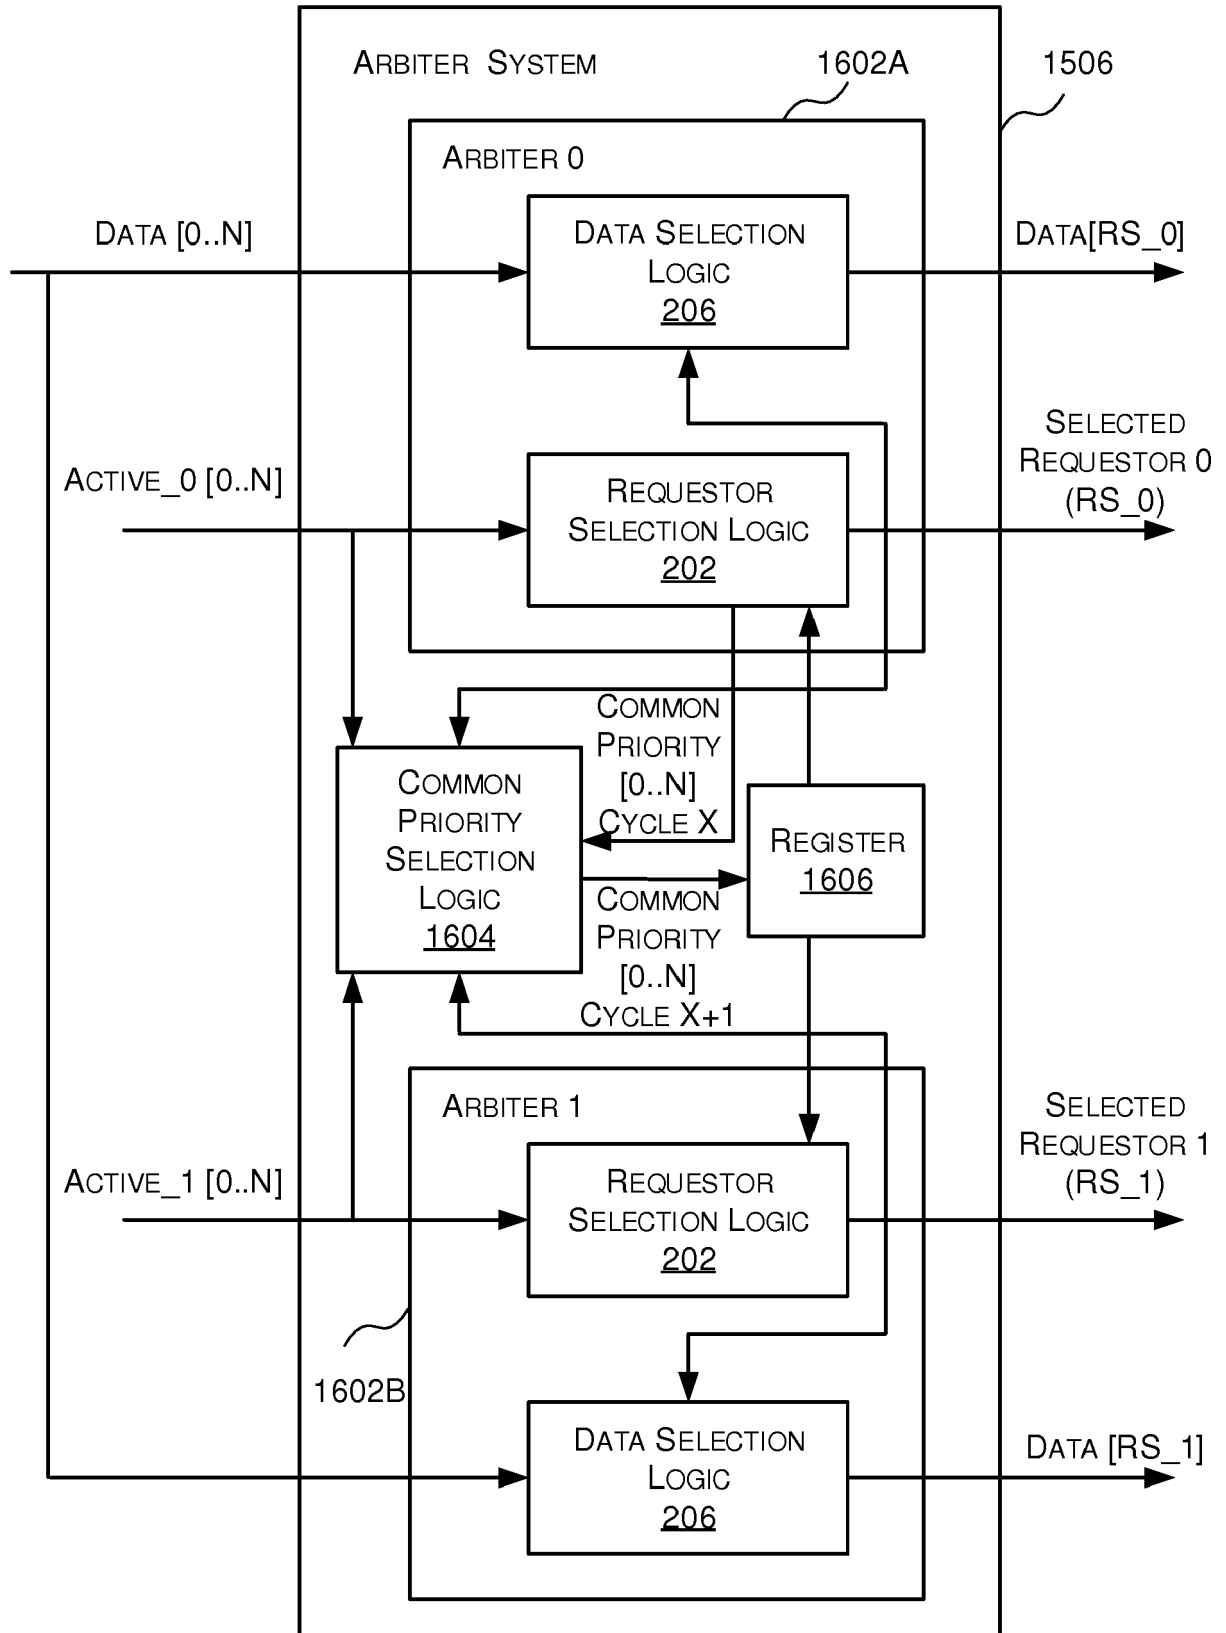 ARBITER SYSTEM
1602A
1506
ARBITER 0
DATA [0..N]
DATA SELECTION
LOGIC
206
DATA[RS_0]
ACTIVE_0 [0..N]
REQUESTOR
SELECTION LOGIC
202
SELECTED
REQUESTOR 0
(RS_0)
COMMON
PRIORITY
[0..N]
CYCLE X
COMMON
PRIORITY
SELECTION
LOGIC
1604
REGISTER
1606
COMMON
PRIORITY
[0..N]
CYCLE X+1
ARBITER 1
ACTIVE_1 [0..N]
REQUESTOR
SELECTION LOGIC
202
SELECTED
REQUESTOR 1
(RS_1)
1602B
DATA SELECTION
LOGIC
206
DATA [RS_1]